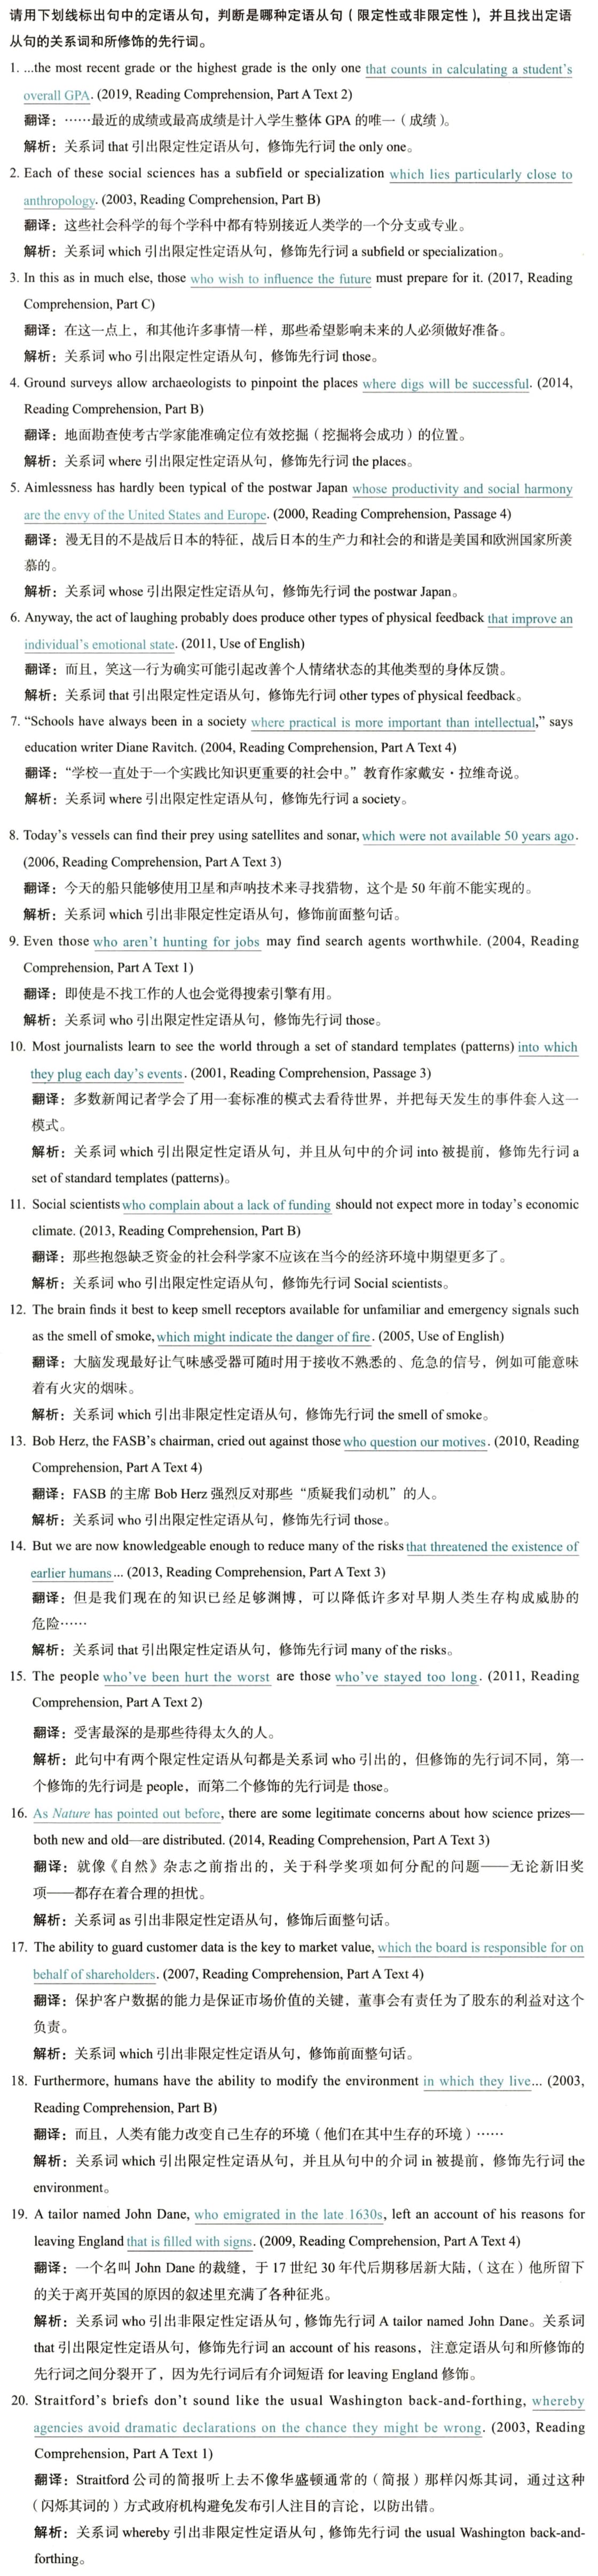 请用下划线标出句中的定语从句，判断是哪种定语从句（限定性或非限定性），并且找出定语
从句的关系词和所修饰的先行词。
1. ...the most recent grade or the highest grade is the only one that counts in calculating a student's
overall GPA. (2019, Reading Comprehension, Part A Text 2)
翻译：……最近的成绩或最高成绩是计入学生整体 GPA 的唯一（成绩）。
解析：关系词 that 引出限定性定语从句，修饰先行词 the only one。
2. Each of these social sciences has a subfield or specialization which lies particularly close to
anthropology. (2003, Reading Comprehension, Part B)
翻译：这些社会科学的每个学科中都有特别接近人类学的一个分支或专业。
解析：关系词 which 引出限定性定语从句，修饰先行词 a subfield or specialization。
3. In this as in much else, those who wish to influence the future must prepare for it. (2017, Reading
Comprehension, Part C)
翻译：在这一点上，和其他许多事情一样，那些希望影响未来的人必须做好准备。
解析：关系词 who 引出限定性定语从句，修饰先行词 those。
4. Ground surveys allow archaeologists to pinpoint the places where digs will be successful. (2014,
Reading Comprehension, Part B)
翻译：地面勘查使考古学家能准确定位有效挖掘（挖掘将会成功）的位置。
解析：关系词 where 引出限定性定语从句，修饰先行词 the places。
5. Aimlessness has hardly been typical of the postwar Japan whose productivity and social harmony
are the envy of the United States and Europe. (2000, Reading Comprehension, Passage 4)
翻译：漫无目的不是战后日本的特征，战后日本的生产力和社会的和谐是美国和欧洲国家所羡
慕的。
解析：关系词 whose 引出限定性定语从句，修饰先行词 the postwar Japan。
6. Anyway, the act of laughing probably does produce other types of physical feedback that improve an
individual's emotional state. (2011, Use of English)
翻译：而且，笑这一行为确实可能引起改善个人情绪状态的其他类型的身体反馈。
解析：关系词 that 引出限定性定语从句，修饰先行词 other types of physical feedback。
7. “Schools have always been in a society where practical is more important than intellectual,” says
education writer Diane Ravitch. (2004, Reading Comprehension, Part A Text 4)
翻译：“学校一直处于一个实践比知识更重要的社会中。”教育作家戴安·拉维奇说。
解析：关系词 where 引出限定性定语从句，修饰先行词 a society。
8. Today's vessels can find their prey using satellites and sonar, which were not available 50 years ago.
(2006, Reading Comprehension, Part A Text 3)
翻译：今天的船只能够使用卫星和声呐技术来寻找猎物，这个是 50 年前不能实现的。
解析：关系词 which 引出非限定性定语从句，修饰前面整句话。
9. Even those who aren't hunting for jobs may find search agents worthwhile. (2004, Reading
Comprehension, Part A Text 1)
翻译：即使是不找工作的人也会觉得搜索引擎有用。
解析：关系词 who 引出限定性定语从句，修饰先行词 those。
10. Most journalists learn to see the world through a set of standard templates (patterns) into which
they plug each day's events. (2001, Reading Comprehension, Passage 3)
翻译：多数新闻记者学会了用一套标准的模式去看待世界，并把每天发生的事件套入这一
模式。
解析：关系词 which 引出限定性定语从句，并且从句中的介词 into 被提前，修饰先行词 a
set of standard templates (patterns)。
11. Social scientists who complain about a lack of funding should not expect more in today's economic
climate. (2013, Reading Comprehension, Part B)
翻译：那些抱怨缺乏资金的社会科学家不应该在当今的经济环境中期望更多了。
解析：关系词 who 引出限定性定语从句，修饰先行词 Social scientists。
12. The brain finds it best to keep smell receptors available for unfamiliar and emergency signals such
as the smell of smoke, which might indicate the danger of fire. (2005, Use of English)
翻译：大脑发现最好让气味感受器可随时用于接收不熟悉的、危急的信号，例如可能意味
着有火灾的烟味。
解析：关系词 which 引出非限定性定语从句，修饰先行词 the smell of smoke。
13. Bob Herz, the FASB's chairman, cried out against those who question our motives. (2010, Reading
Comprehension, Part A Text 4)
翻译：FASB 的主席 Bob Herz 强烈反对那些“质疑我们动机”的人。
解析：关系词 who 引出限定性定语从句，修饰先行词 those。
14. But we are now knowledgeable enough to reduce many of the risks that threatened the existence of
earlier humans... (2013, Reading Comprehension, Part A Text 3)
翻译：但是我们现在的知识已经足够渊博，可以降低许多对早期人类生存构成威胁的
危险……
解析：关系词 that 引出限定性定语从句，修饰先行词 many of the risks。
15. The people who've been hurt the worst are those who've stayed too long. (2011, Reading
Comprehension, Part A Text 2)
翻译：受害最深的是那些待得太久的人。
解析：此句中有两个限定性定语从句都是关系词 who 引出的，但修饰的先行词不同，第一
个修饰的先行词是 people，而第二个修饰的先行词是 those。
16. As Nature has pointed out before, there are some legitimate concerns about how science prizes—
both new and old—are distributed. (2014, Reading Comprehension, Part A Text 3)
翻译：就像《自然》杂志之前指出的，关于科学奖项如何分配的问题——无论新旧奖
项——都存在着合理的担忧。
解析：关系词 as 引出非限定性定语从句，修饰后面整句话。
17. The ability to guard customer data is the key to market value, which the board is responsible for on
behalf of shareholders. (2007, Reading Comprehension, Part A Text 4)
翻译：保护客户数据的能力是保证市场价值的关键，董事会有责任为了股东的利益对这个
负责。
解析：关系词 which 引出非限定性定语从句，修饰前面整句话。
18. Furthermore, humans have the ability to modify the environment in which they live... (2003,
Reading Comprehension, Part B)
翻译：而且，人类有能力改变自己生存的环境（他们在其中生存的环境）……
解析：关系词 which 引出限定性定语从句，并且从句中的介词 in 被提前，修饰先行词 the
environment。
19. A tailor named John Dane, who emigrated in the late 1630s, left an account of his reasons for
leaving England that is filled with signs. (2009, Reading Comprehension, Part A Text 4)
翻译：一个名叫 John Dane 的裁缝，于 17 世纪 30 年代后期移居新大陆，（这在）他所留下
的关于离开英国的原因的叙述里充满了各种征兆。
解析：关系词 who 引出非限定性定语从句，修饰先行词 A tailor named John Dane。关系词
that 引出限定性定语从句，修饰先行词 an account of his reasons，注意定语从句和所修饰的
先行词之间分裂开了，因为先行词后有介词短语 for leaving England 修饰。
20. Straitford's briefs don't sound like the usual Washington back-and-forthing, whereby
agencies avoid dramatic declarations on the chance they might be wrong. (2003, Reading
Comprehension, Part A Text 1)
翻译：Straitford 公司的简报听上去不像华盛顿通常的（简报）那样闪烁其词，通过这种
（闪烁其词的）方式政府机构避免发布引人注目的言论，以防出错。
解析：关系词 whereby 引出非限定性定语从句，修饰先行词 the usual Washington back-and-
forthing。